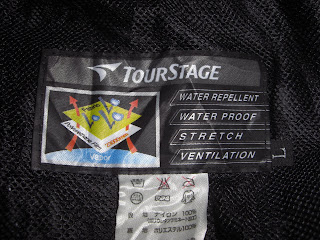 TOURSTAGE
WATER REPELLENT
WATER PROOF
STRETCH
VENTILATION
Vapor
L
ナイロン 100%
ポリエステル 100%